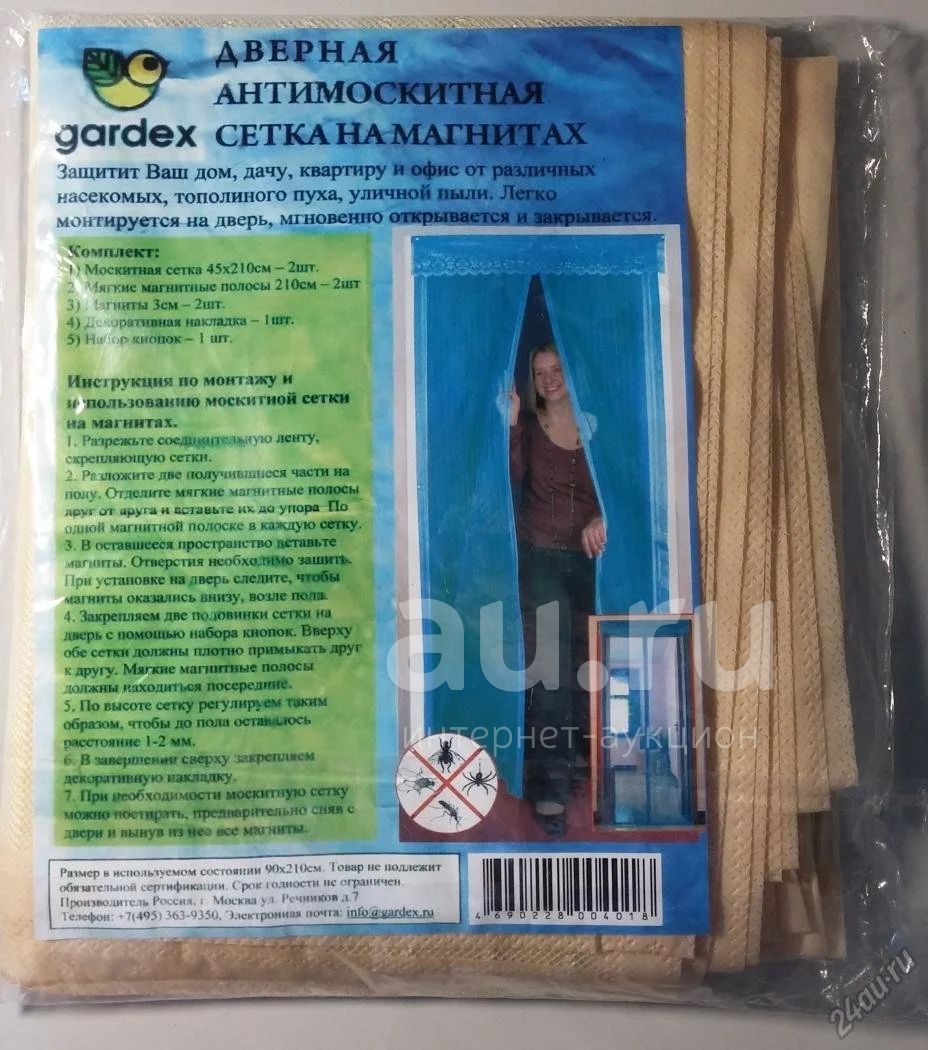 gardex
ДВЕРНАЯ
АНТИМОСКИТНАЯ
СЕТКА НА МАГНИТАХ
Защитит Ваш дом, дачу, квартиру и офис от различных
насекомых, тополиного пуха, уличной пыли. Легко
монтируется на дверь, мгновенно открывается и закрывается.
Комплект:
1) Москитная сетка 45х210см – 2шт.
2) Мягкие магнитные полосы 210см – 2шт
3) Магниты 3см – 2шт.
4) Декоративная накладка – 1шт.
5) Набор кнопок – 1 шт.
Инструкция по монтажу и
использованию москитной сетки
на магнитах.
1. Разрежьте соединительную ленту,
скрепляющую сетки.
2. Разложите две получившиеся части на
полу. Отделите мягкие магнитные полосы
друг от друга и вставьте их до упора По
одной магнитной полоске в каждую сетку.
3. В оставшееся пространство вставьте
магниты. Отверстия необходимо зашить.
При установке на дверь следите, чтобы
магниты оказались внизу, возле пола.
4. Закрепляем две половинки сетки на
дверь с помощью набора кнопок. Вверху
обе сетки должны плотно примыкать друг
к другу. Мягкие магнитные полосы
должны находиться посередине.
5. По высоте сетку регулируем таким
образом, чтобы до пола оставалось
расстояние 1-2 мм.
6. В завершении сверху закрепляем
декоративную накладку.
7. При необходимости москитную сетку
можно постирать, предварительно сняв с
двери и вынув из нее все магниты.
Размер в используемом состоянии 90х210см. Товар не подлежит
обязательной сертификации. Срок годности не ограничен.
Производитель Россия, г. Москва ул. Речников д.7
Телефон: +7(495) 363-9350, Электронная почта: info@gardex.ru
4 690228 004018
au.ru
интернет-аукцион
24au.ru